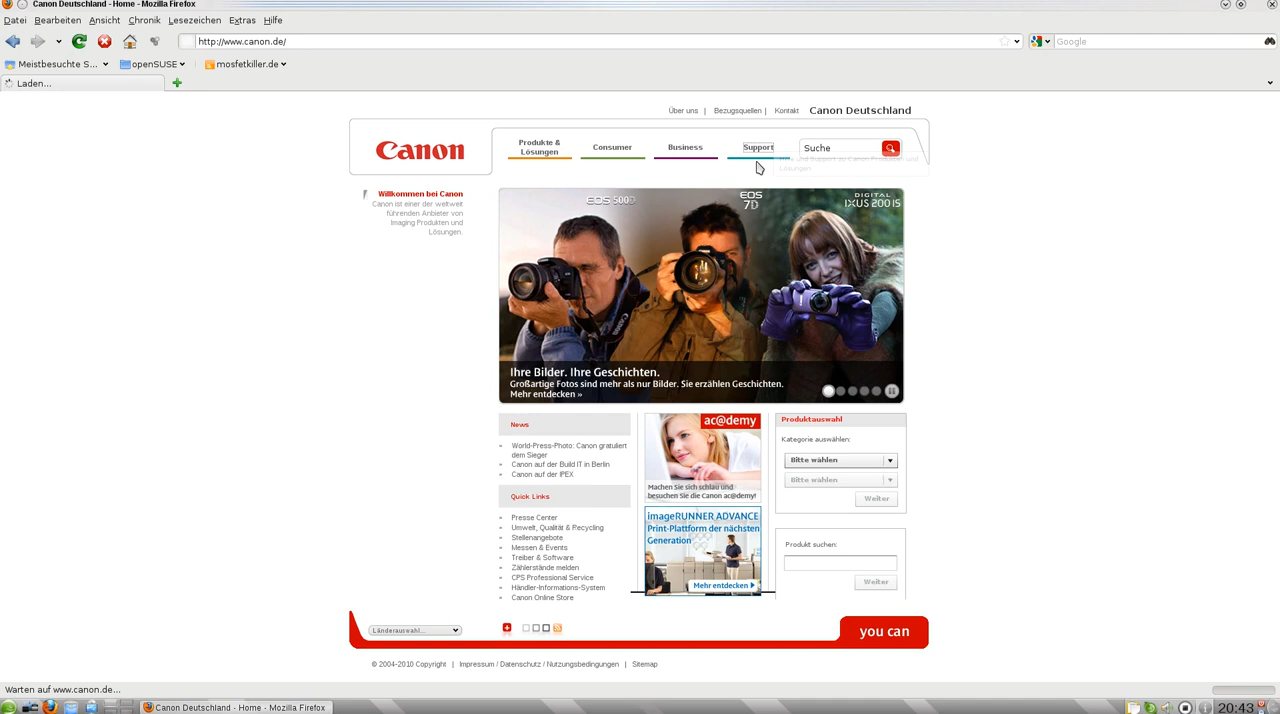 Canon Deutschland - Home - Mozilla Firefox
Datei Bearbeiten Ansicht Chronik Lesezeichen Extras Hilfe
http://www.canon.de/
Google
Meistbesuchte S... openSUSE mosfetkiller.de
Laden...
Über uns | Bezugsquellen | Kontakt Canon Deutschland
Canon
Produkte &
Lösungen
Consumer
Business
Support
Suche
und Support zu Canon Produkten und
Lösungen
Willkommen bei Canon
Canon ist einer der weltweit
führenden Anbieter von
Imaging Produkten und
Lösungen.
EOS 500D
EOS
7D
DIGITAL
IXUS 200 IS
Canon
Ihre Bilder. Ihre Geschichten.
Großartige Fotos sind mehr als nur Bilder. Sie erzählen Geschichten.
Mehr entdecken »
News
World-Press-Photo: Canon gratuliert
dem Sieger
Canon auf der Build IT in Berlin
Canon auf der IPEX
Quick Links
Presse Center
Umwelt, Qualität & Recycling
Stellenangebote
Messen & Events
Treiber & Software
Zählerstände melden
CPS Professional Service
Händler-Informations-System
Canon Online Store
ac@demy
Machen Sie sich schlau und
besuchen Sie die Canon ac@demy!
imageRUNNER ADVANCE
Print-Plattform der nächsten
Generation
Mehr entdecken
Produktauswahl
Kategorie auswählen:
Bitte wählen
Bitte wählen
Weiter
Produkt suchen:
Weiter
Länderauswahl...
you can
© 2004-2010 Copyright | Impressum / Datenschutz / Nutzungsbedingungen | Sitemap
Warten auf www.canon.de...
Canon Deutschland - Home - Mozilla Firefox
20:43